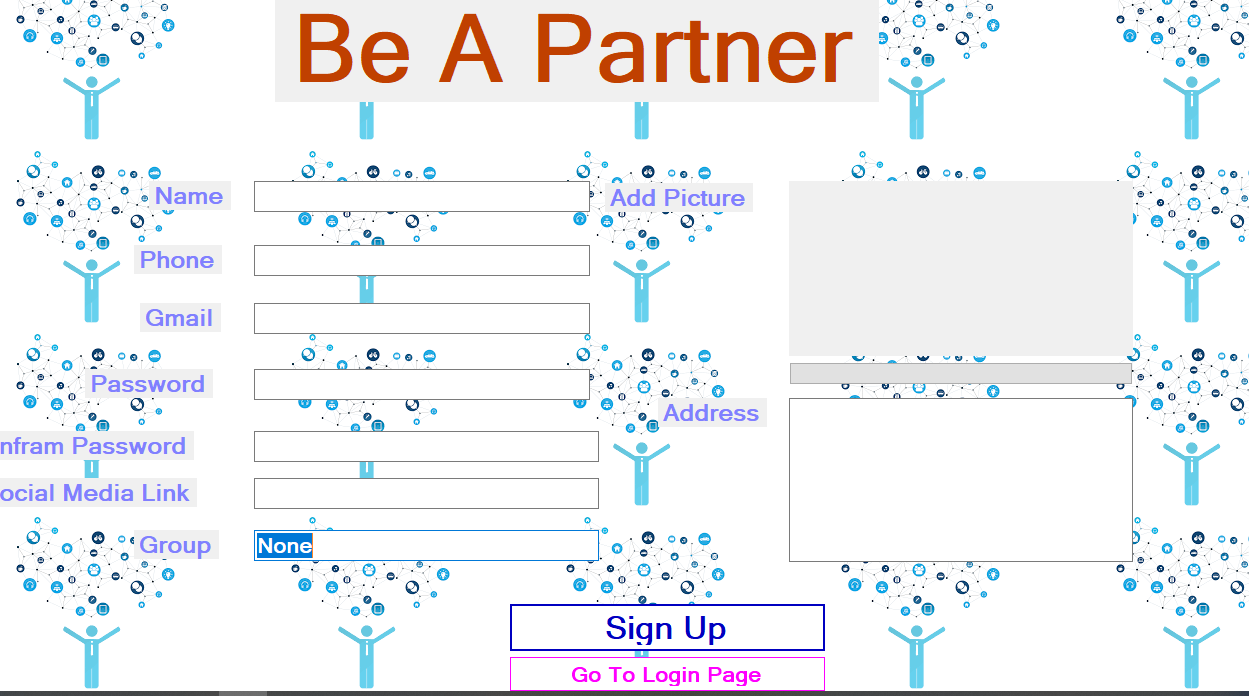 Be A Partner
Name
Add Picture
Phone
Gmail
Password
Address
nfram Password
ocial Media Link
Group
None
Sign Up
Go To Login Page